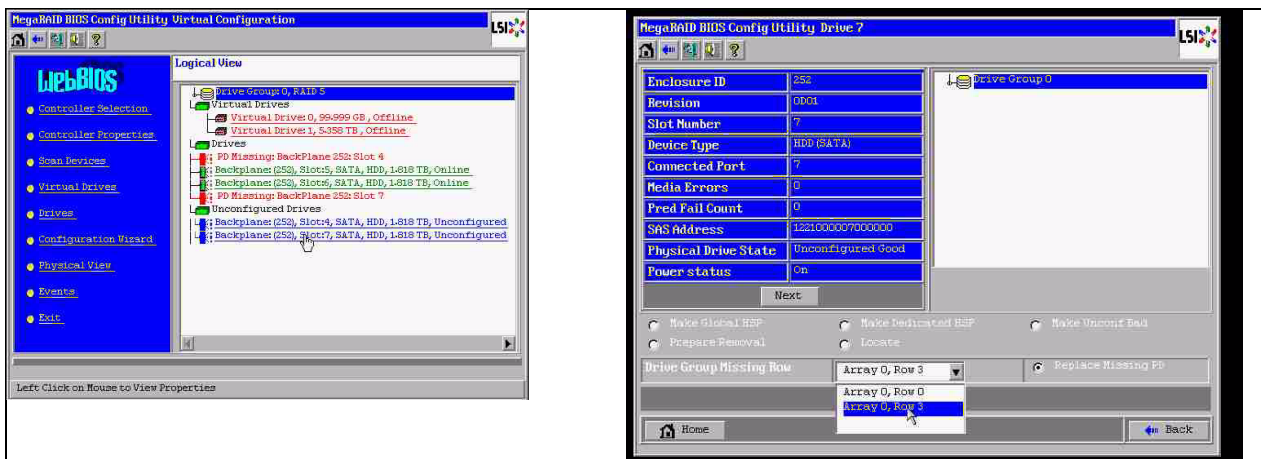 MegaRAID BIOS Config Utility Virtual Configuration
LSI
WebBIOS
Controller Selection
Controller Properties
Scan Devices
Virtual Drives
Drives
Configuration Wizard
Physical View
Events
Exit
Logical View
Drive Group: 0, RAID 5
Virtual Drives
Virtual Drive: 0, 99.999 GB, Offline
Virtual Drive: 1, 5.358 TB, Offline
Drives
PD Missing: BackPlane 252: Slot 4
Backplane: (252), Slot:5, SATA, HDD, 1.818 TB, Online
Backplane: (252), Slot:6, SATA, HDD, 1.818 TB, Online
PD Missing: BackPlane 252: Slot 7
Unconfigured Drives
Backplane: (252), Slot:4, SATA, HDD, 1.818 TB, Unconfigured
Backplane: (252), Slot:7, SATA, HDD, 1.818 TB, Unconfigured
Left Click on Mouse to View Properties
MegaRAID BIOS Config Utility Drive 7
LSI
Enclosure ID 252
Revision 0D01
Slot Number 7
Device Type HDD (SATA)
Connected Port 7
Media Errors 0
Pred Fail Count 0
SAS Address 1221000007000000
Physical Drive State Unconfigured Good
Power status On
Next
Drive Group 0
Make Global HSP Make Dedicated HSP Make Unconf Bad
Prepare Removal Locate
Drive Group Missing Row Array 0, Row 3 Replace Missing PD
Array 0, Row 0
Array 0, Row 3
Home Back